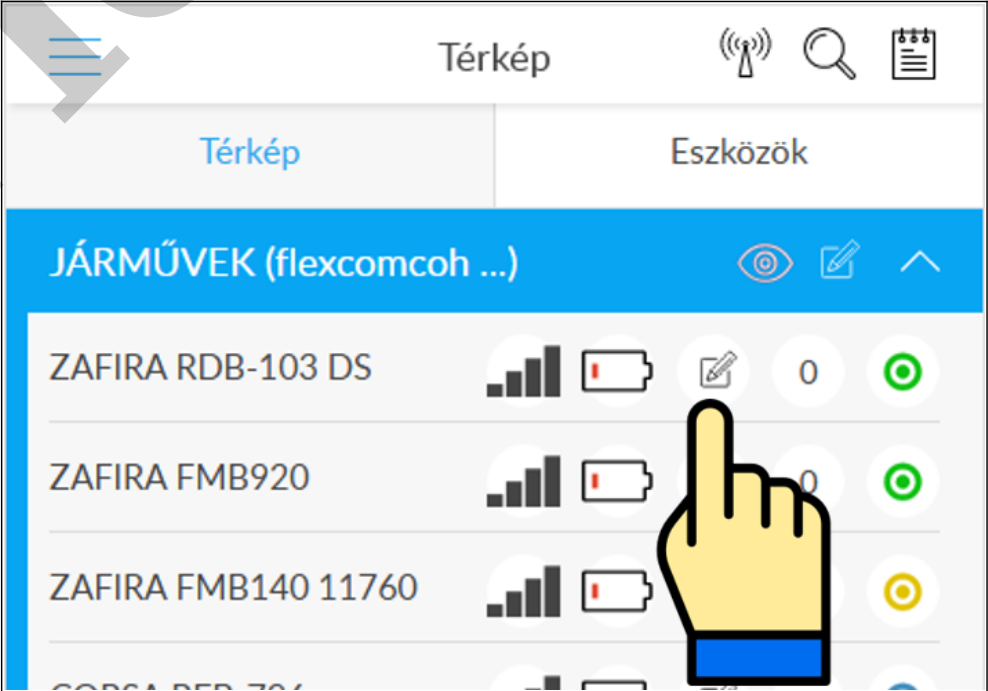 Térkép
Térkép Eszközök
JÁRMŰVEK (flexcomcoh ...)
ZAFIRA RDB-103 DS 0
ZAFIRA FMB920 0
ZAFIRA FMB140 11760